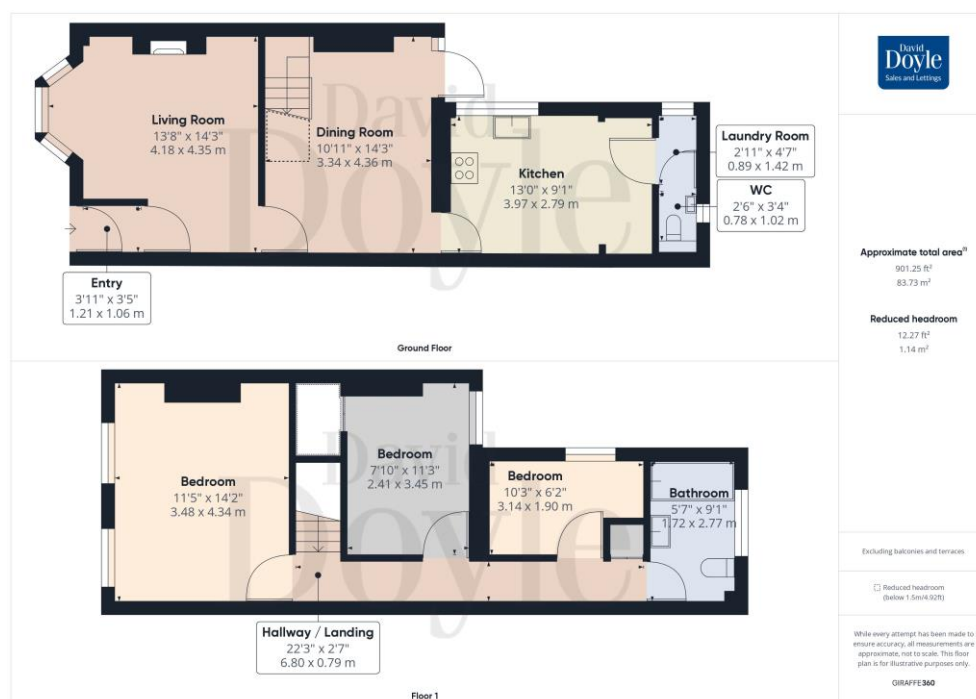 David
Doyle
Sales and Lettings
Living Room
13'8" x 14'3"
4.18 x 4.35 m
Dining Room
10'11" x 14'3"
3.34 x 4.36 m
Kitchen
13'0" x 9'1"
3.97 x 2.79 m
Laundry Room
2'11" x 4'7"
0.89 x 1.42 m
WC
2'6" x 3'4"
0.78 x 1.02 m
Entry
3'11" x 3'5"
1.21 x 1.06 m
David
Doyle
Ground Floor
Approximate total area⁽¹⁾
901.25 ft²
83.73 m²
Reduced headroom
12.27 ft²
1.14 m²
Bedroom
11'5" x 14'2"
3.48 x 4.34 m
Bedroom
7'10" x 11'3"
2.41 x 3.45 m
Bedroom
10'3" x 6'2"
3.14 x 1.90 m
Bathroom
5'7" x 9'1"
1.72 x 2.77 m
Hallway / Landing
22'3" x 2'7"
6.80 x 0.79 m
David
Doyle
Floor 1
Excluding balconies and terraces
Reduced headroom
(below 1.5m/4.92ft)
While every attempt has been made to
ensure accuracy, all measurements are
approximate, not to scale. This floor
plan is for illustrative purposes only.
GIRAFFE360